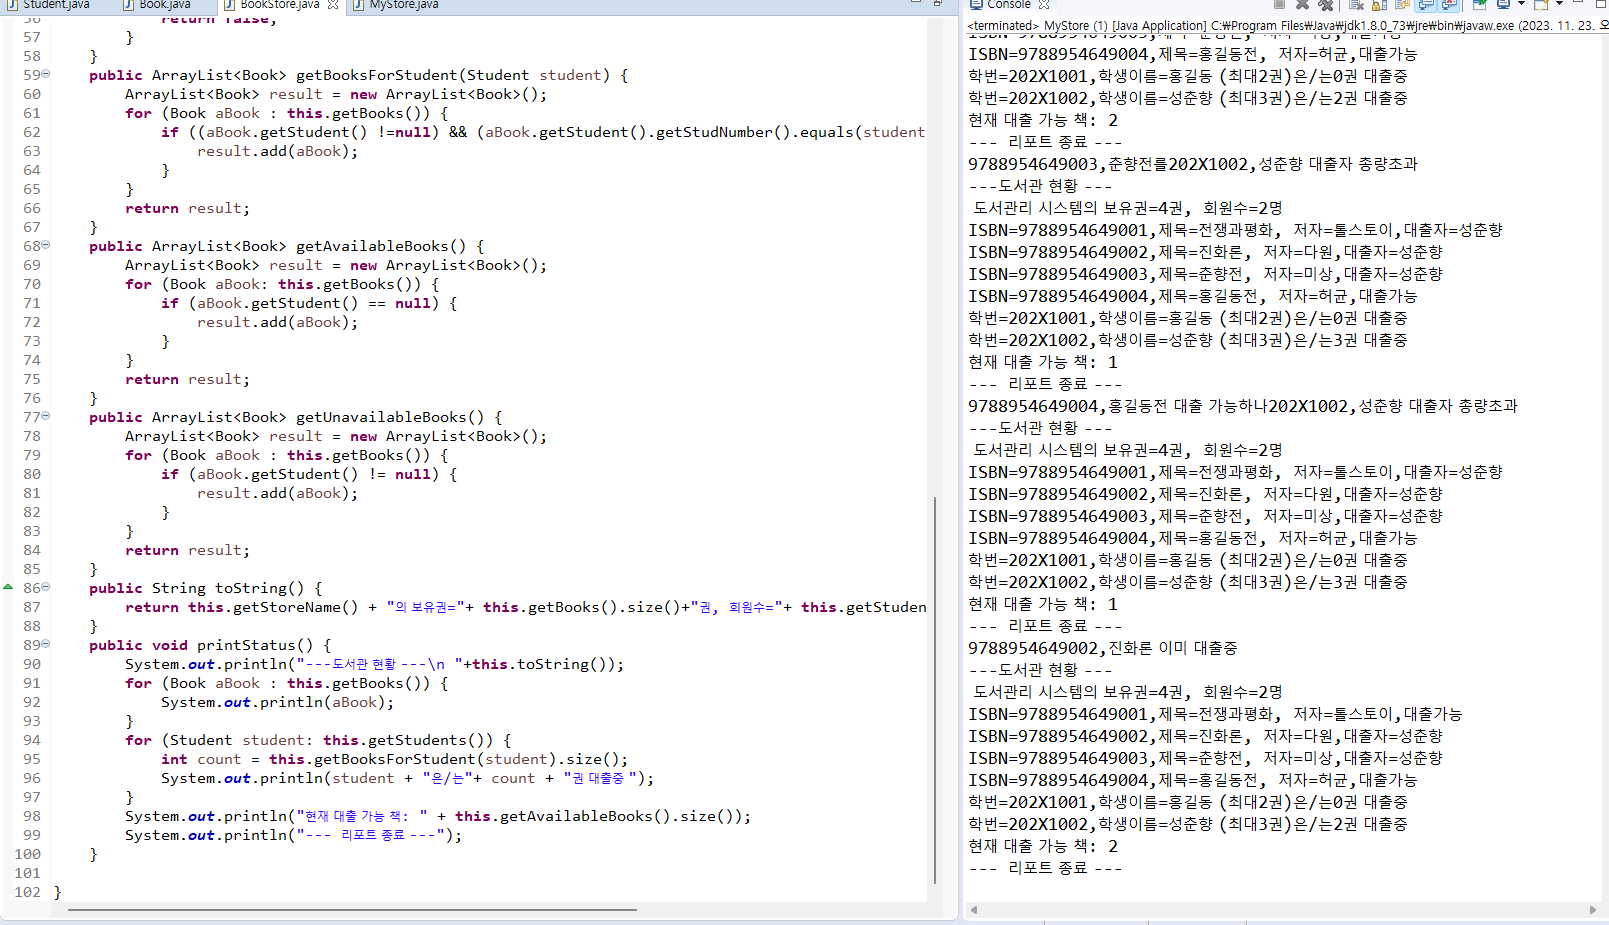 Student.java Book.java BookStore.java MyStore.java
56 return false;
57 }
58 }
59 public ArrayList<Book> getBooksForStudent(Student student) {
60 ArrayList<Book> result = new ArrayList<Book>();
61 for (Book aBook : this.getBooks()) {
62 if ((aBook.getStudent() !=null) && (aBook.getStudent().getStudNumber().equals(student
63 result.add(aBook);
64 }
65 }
66 return result;
67 }
68 public ArrayList<Book> getAvailableBooks() {
69 ArrayList<Book> result = new ArrayList<Book>();
70 for (Book aBook: this.getBooks()) {
71 if (aBook.getStudent() == null) {
72 result.add(aBook);
73 }
74 }
75 return result;
76 }
77 public ArrayList<Book> getUnavailableBooks() {
78 ArrayList<Book> result = new ArrayList<Book>();
79 for (Book aBook : this.getBooks()) {
80 if (aBook.getStudent() != null) {
81 result.add(aBook);
82 }
83 }
84 return result;
85 }
86 public String toString() {
87 return this.getStoreName() + "의 보유권="+ this.getBooks().size()+"권, 회원수="+ this.getStuden
88 }
89 public void printStatus() {
90 System.out.println("---도서관 현황 ---\n "+this.toString());
91 for (Book aBook : this.getBooks()) {
92 System.out.println(aBook);
93 }
94 for (Student student: this.getStudents()) {
95 int count = this.getBooksForStudent(student).size();
96 System.out.println(student + "은/는"+ count + "권 대출중 ");
97 }
98 System.out.println("현재 대출 가능 책: " + this.getAvailableBooks().size());
99 System.out.println("--- 리포트 종료 ---");
100 }
101
102 }
Console
<terminated> MyStore (1) [Java Application] C:₩Program Files₩Java₩jdk1.8.0_73₩jre₩bin₩javaw.exe (2023. 11. 23. 오
ISBN=9788954649004,제목=홍길동전, 저자=허균,대출가능
학번=202X1001,학생이름=홍길동 (최대2권)은/는0권 대출중
학번=202X1002,학생이름=성춘향 (최대3권)은/는2권 대출중
현재 대출 가능 책: 2
--- 리포트 종료 ---
9788954649003,춘향전를202X1002,성춘향 대출자 총량초과
---도서관 현황 ---
도서관리 시스템의 보유권=4권, 회원수=2명
ISBN=9788954649001,제목=전쟁과평화, 저자=톨스토이,대출자=성춘향
ISBN=9788954649002,제목=진화론, 저자=다원,대출자=성춘향
ISBN=9788954649003,제목=춘향전, 저자=미상,대출자=성춘향
ISBN=9788954649004,제목=홍길동전, 저자=허균,대출가능
학번=202X1001,학생이름=홍길동 (최대2권)은/는0권 대출중
학번=202X1002,학생이름=성춘향 (최대3권)은/는3권 대출중
현재 대출 가능 책: 1
--- 리포트 종료 ---
9788954649004,홍길동전 대출 가능하나202X1002,성춘향 대출자 총량초과
---도서관 현황 ---
도서관리 시스템의 보유권=4권, 회원수=2명
ISBN=9788954649001,제목=전쟁과평화, 저자=톨스토이,대출자=성춘향
ISBN=9788954649002,제목=진화론, 저자=다원,대출자=성춘향
ISBN=9788954649003,제목=춘향전, 저자=미상,대출자=성춘향
ISBN=9788954649004,제목=홍길동전, 저자=허균,대출가능
학번=202X1001,학생이름=홍길동 (최대2권)은/는0권 대출중
학번=202X1002,학생이름=성춘향 (최대3권)은/는3권 대출중
현재 대출 가능 책: 1
--- 리포트 종료 ---
9788954649002,진화론 이미 대출중
---도서관 현황 ---
도서관리 시스템의 보유권=4권, 회원수=2명
ISBN=9788954649001,제목=전쟁과평화, 저자=톨스토이,대출가능
ISBN=9788954649002,제목=진화론, 저자=다원,대출자=성춘향
ISBN=9788954649003,제목=춘향전, 저자=미상,대출자=성춘향
ISBN=9788954649004,제목=홍길동전, 저자=허균,대출가능
학번=202X1001,학생이름=홍길동 (최대2권)은/는0권 대출중
학번=202X1002,학생이름=성춘향 (최대3권)은/는2권 대출중
현재 대출 가능 책: 2
--- 리포트 종료 ---